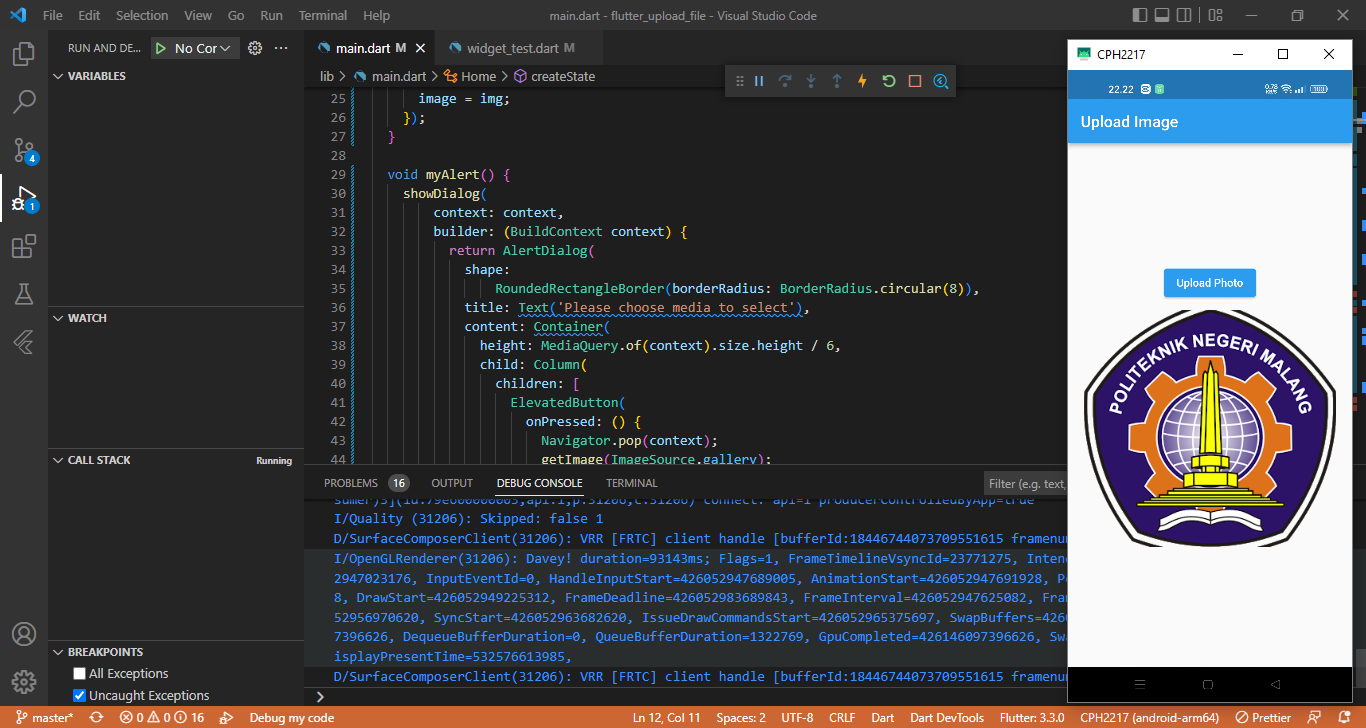 File Edit Selection View Go Run Terminal Help
main.dart - flutter_upload_file - Visual Studio Code
RUN AND DE...
No Cor
main.dart M
widget_test.dart M
lib > main.dart > Home > createState
VARIABLES
WATCH
CALL STACK
Running
BREAKPOINTS
All Exceptions
Uncaught Exceptions
4
1
25 image = img;
26 });
27 }
28
29 void myAlert() {
30 showDialog(
31 context: context,
32 builder: (BuildContext context) {
33 return AlertDialog(
34 shape:
35 RoundedRectangleBorder(borderRadius: BorderRadius.circular(8)),
36 title: Text('Please choose media to select'),
37 content: Container(
38 height: MediaQuery.of(context).size.height / 6,
39 child: Column(
40 children: [
41 ElevatedButton(
42 onPressed: () {
43 Navigator.pop(context);
44 getImage(ImageSource.gallery);
PROBLEMS 16 OUTPUT DEBUG CONSOLE TERMINAL
Filter (e.g. text,
I/Quality (31206): Skipped: false 1
D/SurfaceComposerClient(31206): VRR [FRTC] client handle [bufferId:18446744073709551615 framenu
I/OpenGLRenderer(31206): Davey! duration=93143ms; Flags=1, FrameTimelineVsyncId=23771275, Inten
2947023176, InputEventId=0, HandleInputStart=426052947689005, AnimationStart=426052947691928, P
8, DrawStart=426052949225312, FrameDeadline=426052983689843, FrameInterval=426052947625082, Fra
52956970620, SyncStart=426052963682620, IssueDrawCommandsStart=426052965375697, SwapBuffers=426
7396626, DequeueBufferDuration=0, QueueBufferDuration=1322769, GpuCompleted=426146097396626, Sw
isplayPresentTime=532576613985,
D/SurfaceComposerClient(31206): VRR [FRTC] client handle [bufferId:18446744073709551615 framenu
CPH2217
22.22
Upload Image
Upload Photo
POLITEKNIK NEGERI MALANG
master* 0 0 16 Debug my code
Ln 12, Col 11 Spaces: 2 UTF-8 CRLF Dart Dart DevTools Flutter: 3.3.0 CPH2217 (android-arm64) Prettier